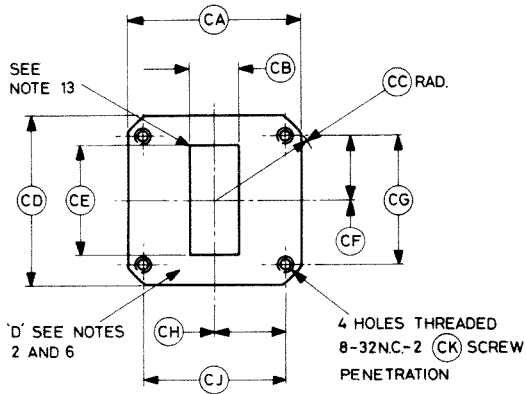 CA
SEE
NOTE 13
CB
CC RAD.
CD
CE
CG
CF
'D' SEE NOTES
2 AND 6
CH
4 HOLES THREADED
8-32N.C.-2 CK SCREW
PENETRATION
CJ